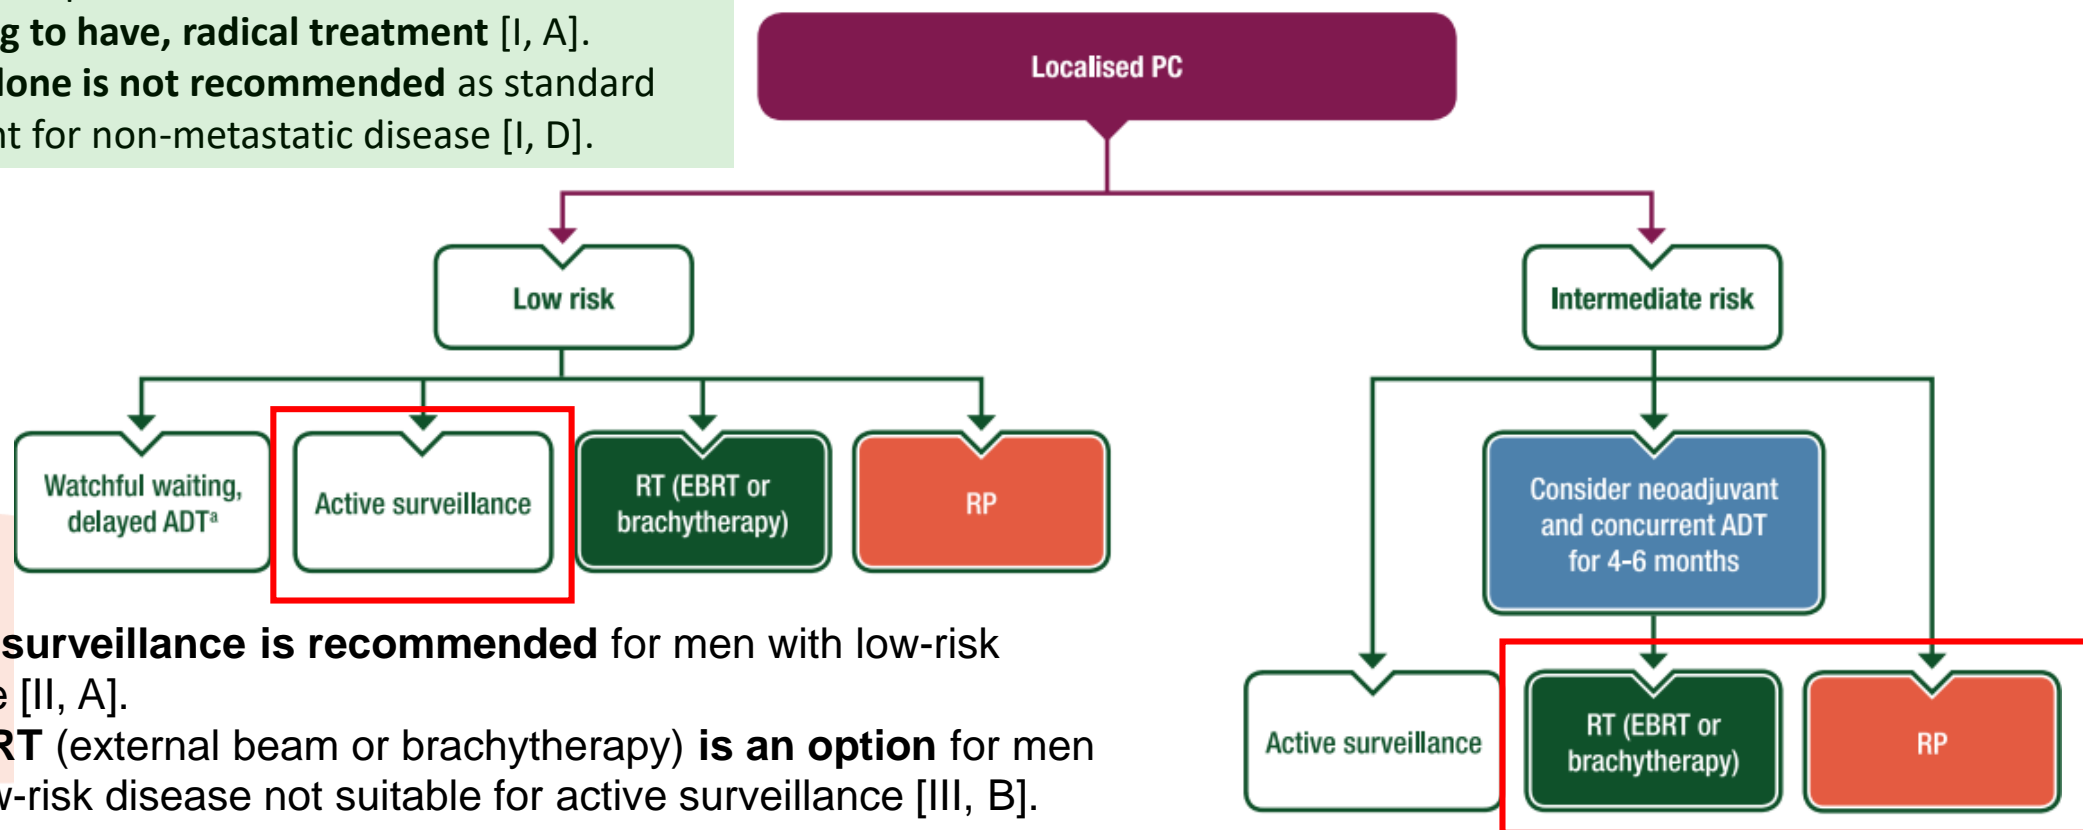 g to have, radical treatment [I, A].
lone is not recommended as standard
nt for non-metastatic disease [I, D].
Localised PC
Low risk
Intermediate risk
Watchful waiting,
delayed ADTᵃ
Active surveillance
RT (EBRT or
brachytherapy)
RP
Consider neoadjuvant
and concurrent ADT
for 4-6 months
surveillance is recommended for men with low-risk
e [II, A].
RT (external beam or brachytherapy) is an option for men
w-risk disease not suitable for active surveillance [III, B].
Active surveillance
RT (EBRT or
brachytherapy)
RP